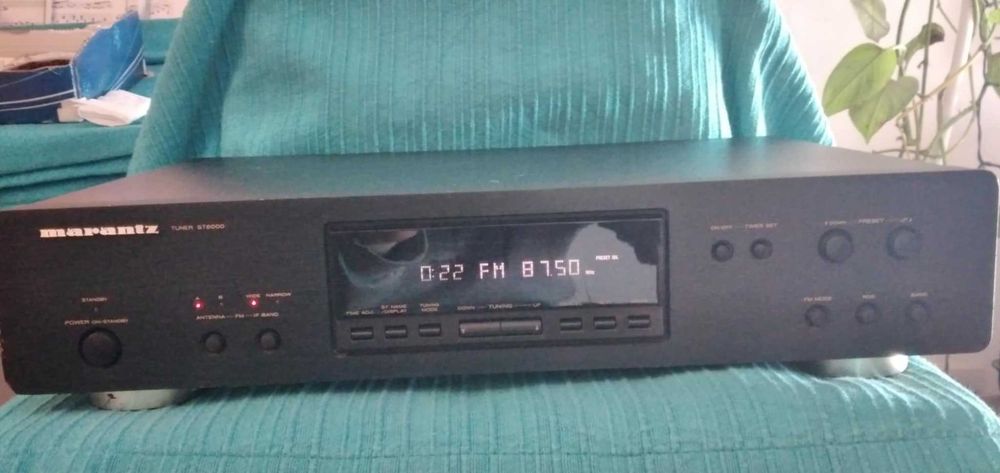 marantz TUNER ST6000
0:22 FM 87.50
ON/OFF TIMER SET
DOWN PRESET
STANDBY
POWER ON/STANDBY
A B WIDE NARROW
ANTENNA FM IF BAND
TIME ADJ. ST NAME /DISPLAY TUNING MODE DOWN TUNING UP
FM MODE RDS BAND